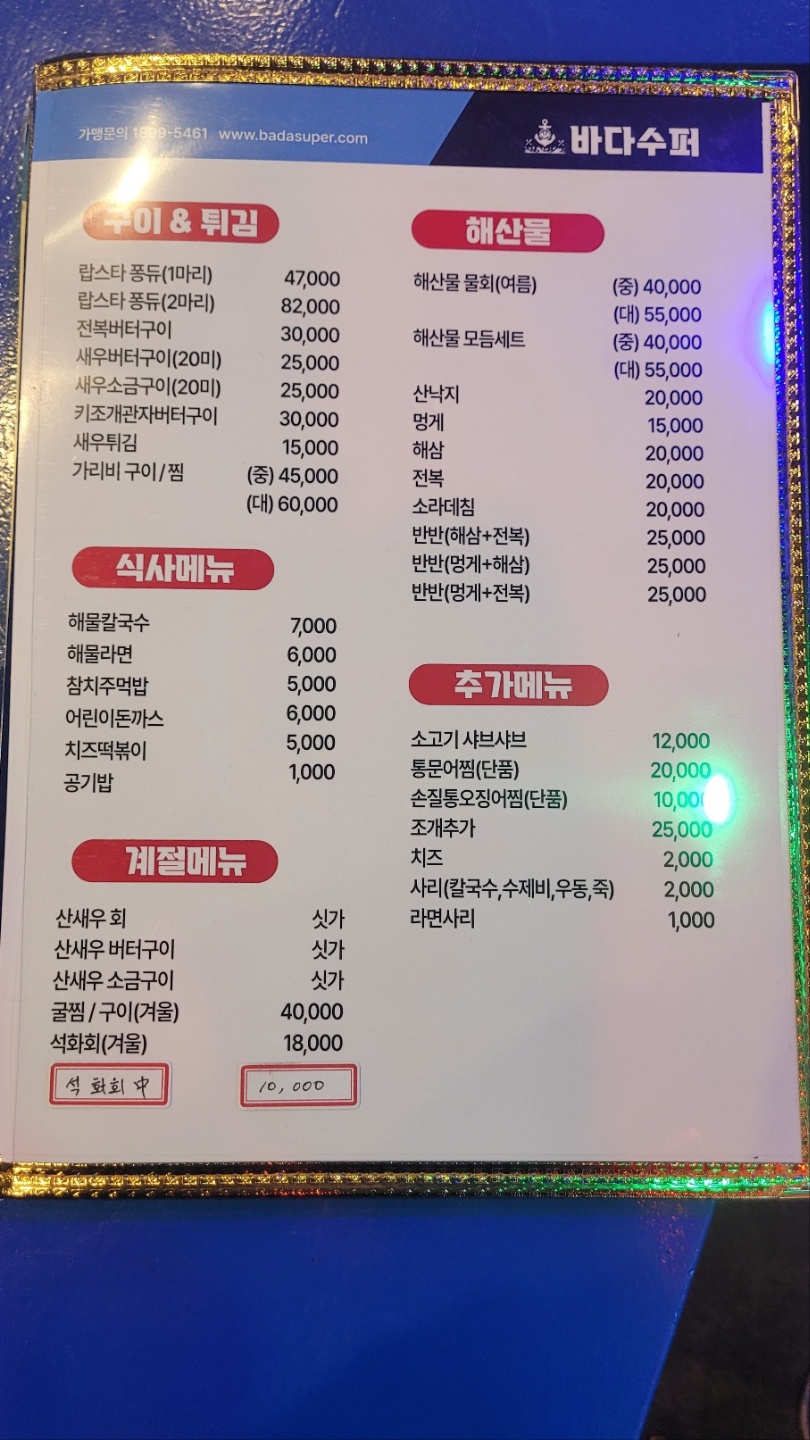 가맹문의 1899-5461 www.badasuper.com
바다수퍼
구이 & 튀김
랍스타 퐁듀(1마리) 47,000
랍스타 퐁듀(2마리) 82,000
전복버터구이 30,000
새우버터구이(20미) 25,000
새우소금구이(20미) 25,000
키조개관자버터구이 30,000
새우튀김 15,000
가리비 구이 / 찜 (중) 45,000
(대) 60,000
식사메뉴
해물칼국수 7,000
해물라면 6,000
참치주먹밥 5,000
어린이돈까스 6,000
치즈떡볶이 5,000
공기밥 1,000
계절메뉴
산새우 회 싯가
산새우 버터구이 싯가
산새우 소금구이 싯가
굴찜 / 구이(겨울) 40,000
석화회(겨울) 18,000
석화회 中 10,000
해산물
해산물 물회(여름) (중) 40,000
(대) 55,000
해산물 모듬세트 (중) 40,000
(대) 55,000
산낙지 20,000
멍게 15,000
해삼 20,000
전복 20,000
소라데침 20,000
반반(해삼+전복) 25,000
반반(멍게+해삼) 25,000
반반(멍게+전복) 25,000
추가메뉴
소고기 샤브샤브 12,000
통문어찜(단품) 20,000
손질통오징어찜(단품) 10,000
조개추가 25,000
치즈 2,000
사리(칼국수,수제비,우동,죽) 2,000
라면사리 1,000